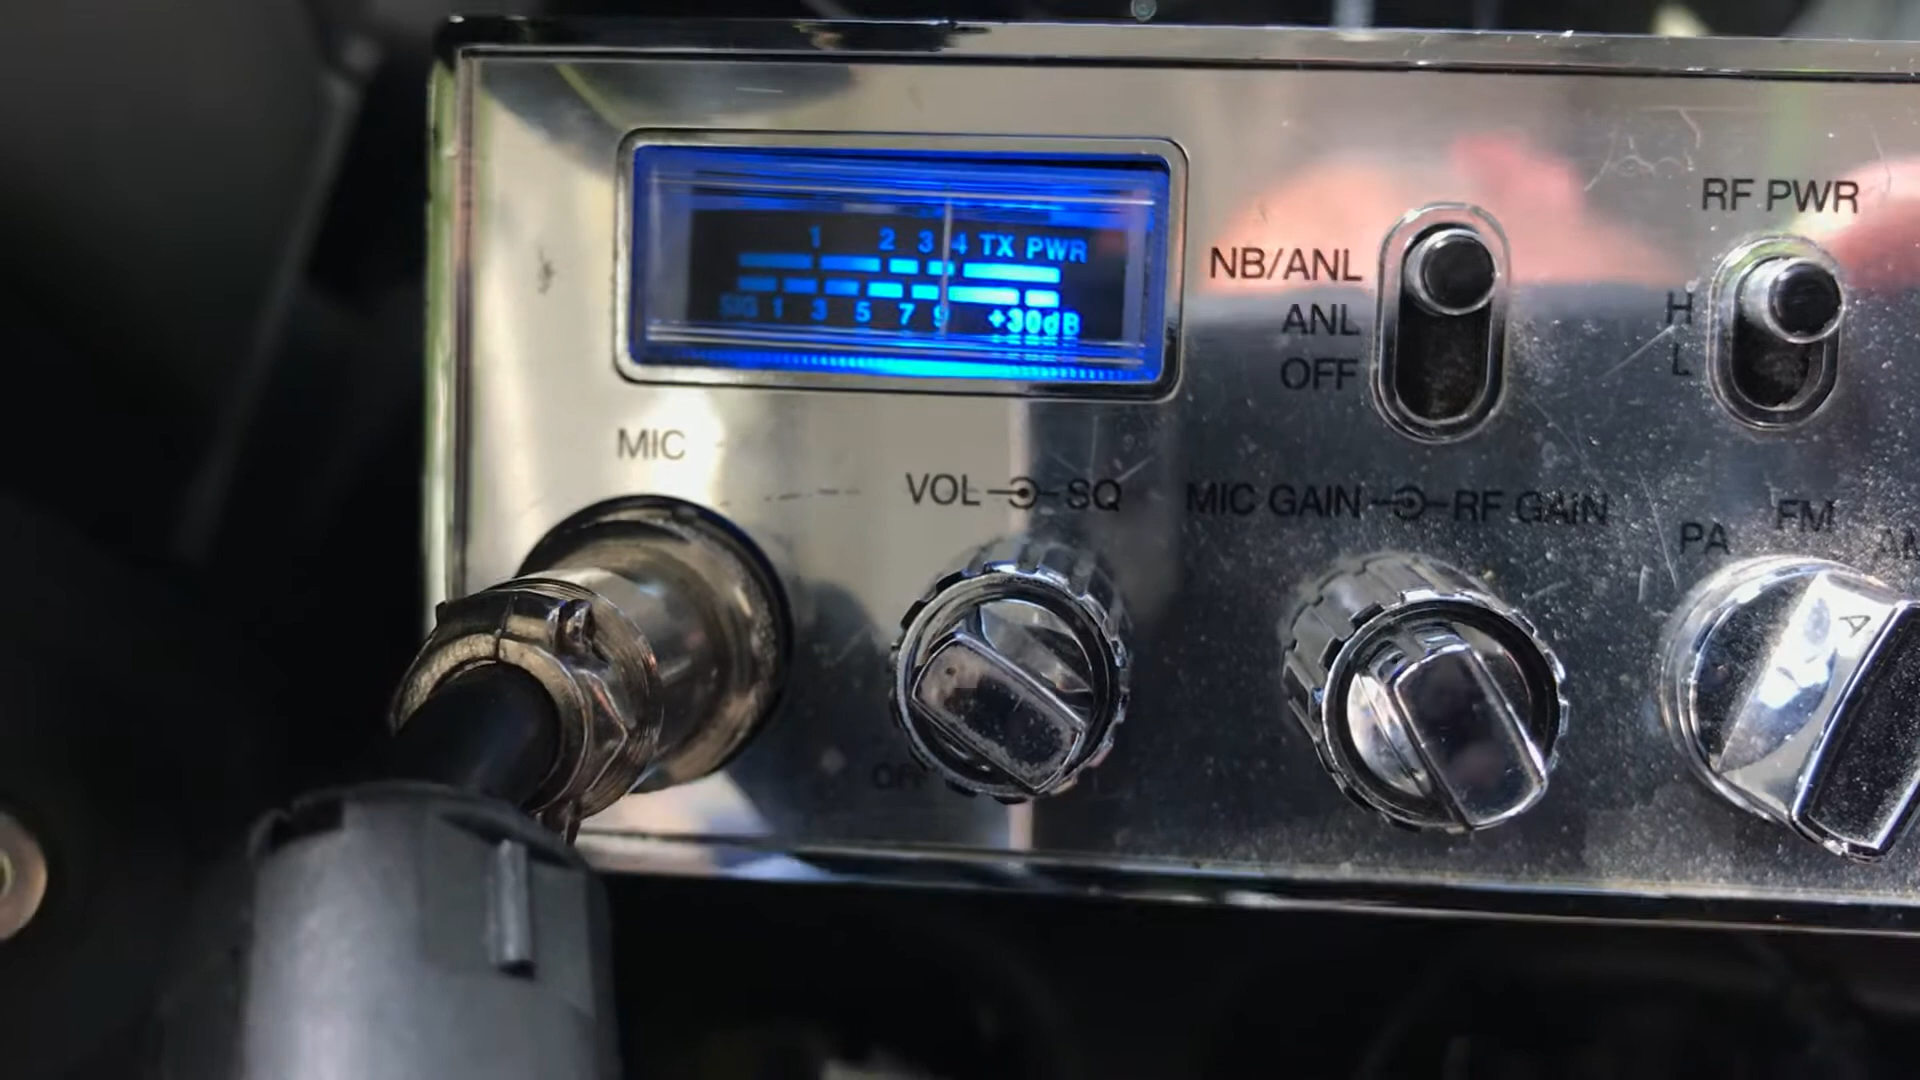 1 2 3 4 TX PWR
SIG 1 3 5 7 9 +30dB
RF PWR
NB/ANL
ANL
OFF
H
L
MIC
VOL SQ
MIC GAIN RF GAIN
PA FM AM
OFF
A